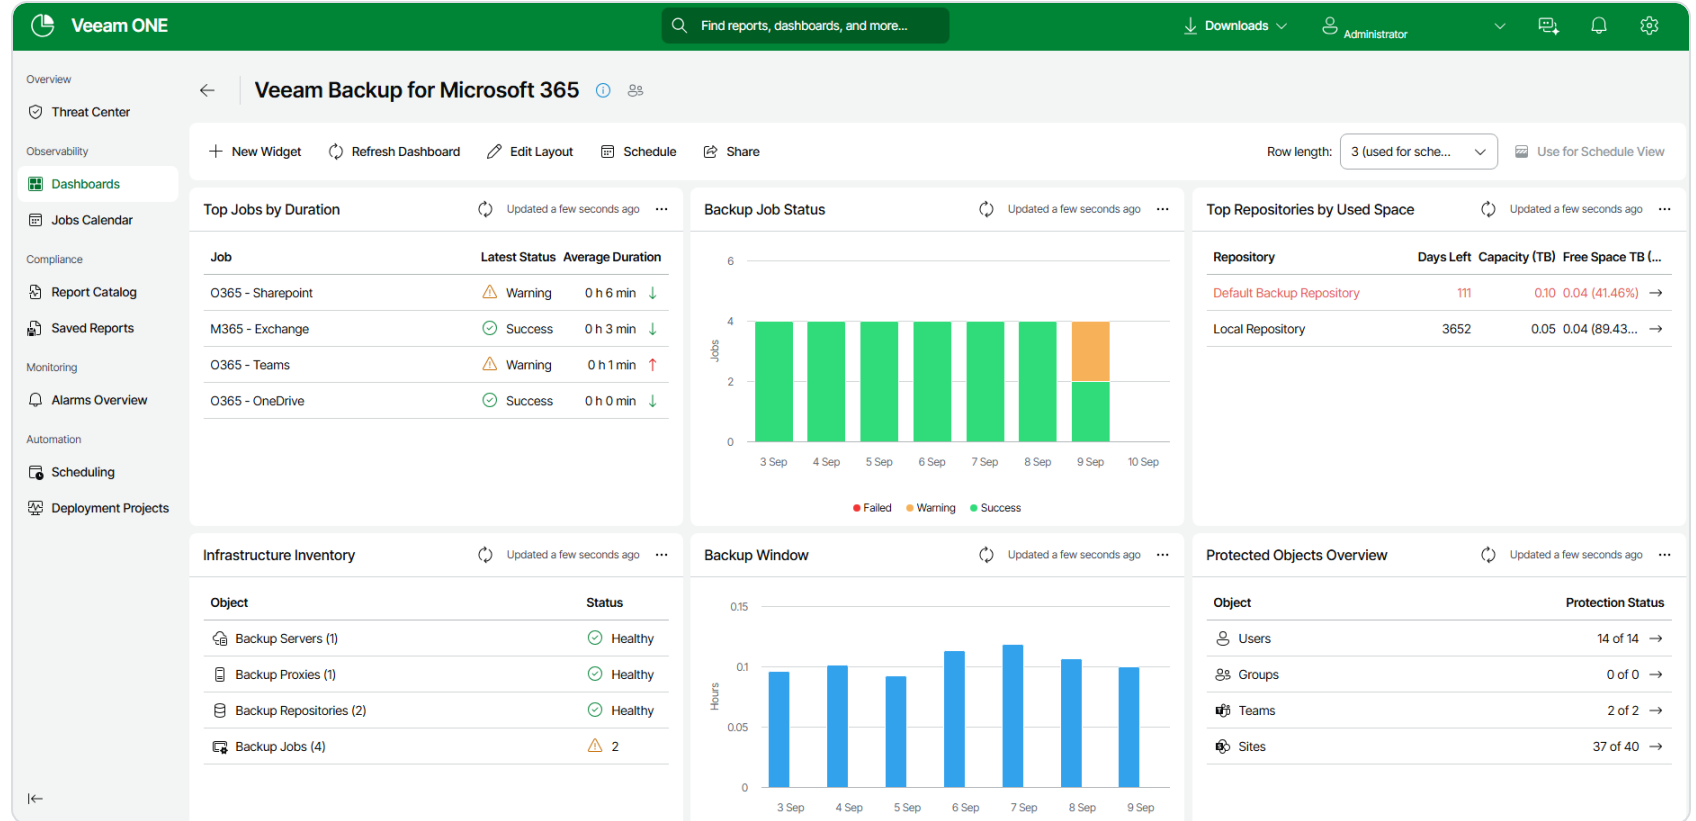 Veeam ONE
Find reports, dashboards, and more...
Downloads
Administrator
Overview
Threat Center
Observability
Dashboards
Jobs Calendar
Compliance
Report Catalog
Saved Reports
Monitoring
Alarms Overview
Automation
Scheduling
Deployment Projects
Veeam Backup for Microsoft 365
New Widget Refresh Dashboard Edit Layout Schedule Share
Row length: 3 (used for sche... Use for Schedule View
Top Jobs by Duration Updated a few seconds ago
Job Latest Status Average Duration
O365 - Sharepoint Warning 0 h 6 min
M365 - Exchange Success 0 h 3 min
O365 - Teams Warning 0 h 1 min
O365 - OneDrive Success 0 h 0 min
Backup Job Status Updated a few seconds ago
6
4
2
0
Jobs
3 Sep 4 Sep 5 Sep 6 Sep 7 Sep 8 Sep 9 Sep 10 Sep
Failed Warning Success
Top Repositories by Used Space Updated a few seconds ago
Repository Days Left Capacity (TB) Free Space TB (...
Default Backup Repository 111 0.10 0.04 (41.46%)
Local Repository 3652 0.05 0.04 (89.43...
Infrastructure Inventory Updated a few seconds ago
Object Status
Backup Servers (1) Healthy
Backup Proxies (1) Healthy
Backup Repositories (2) Healthy
Backup Jobs (4) 2
Backup Window Updated a few seconds ago
0.15
0.1
0.05
0
Hours
3 Sep 4 Sep 5 Sep 6 Sep 7 Sep 8 Sep 9 Sep
Protected Objects Overview Updated a few seconds ago
Object Protection Status
Users 14 of 14
Groups 0 of 0
Teams 2 of 2
Sites 37 of 40